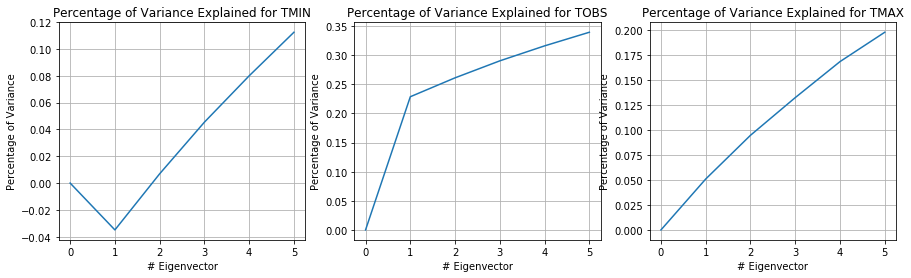 Percentage of Variance Explained for TMIN
Percentage of Variance
0.12
0.10
0.08
0.06
0.04
0.02
0.00
−0.02
−0.04
0 1 2 3 4 5
# Eigenvector
Percentage of Variance Explained for TOBS
Percentage of Variance
0.35
0.30
0.25
0.20
0.15
0.10
0.05
0.00
0 1 2 3 4 5
# Eigenvector
Percentage of Variance Explained for TMAX
Percentage of Variance
0.200
0.175
0.150
0.125
0.100
0.075
0.050
0.025
0.000
0 1 2 3 4 5
# Eigenvector